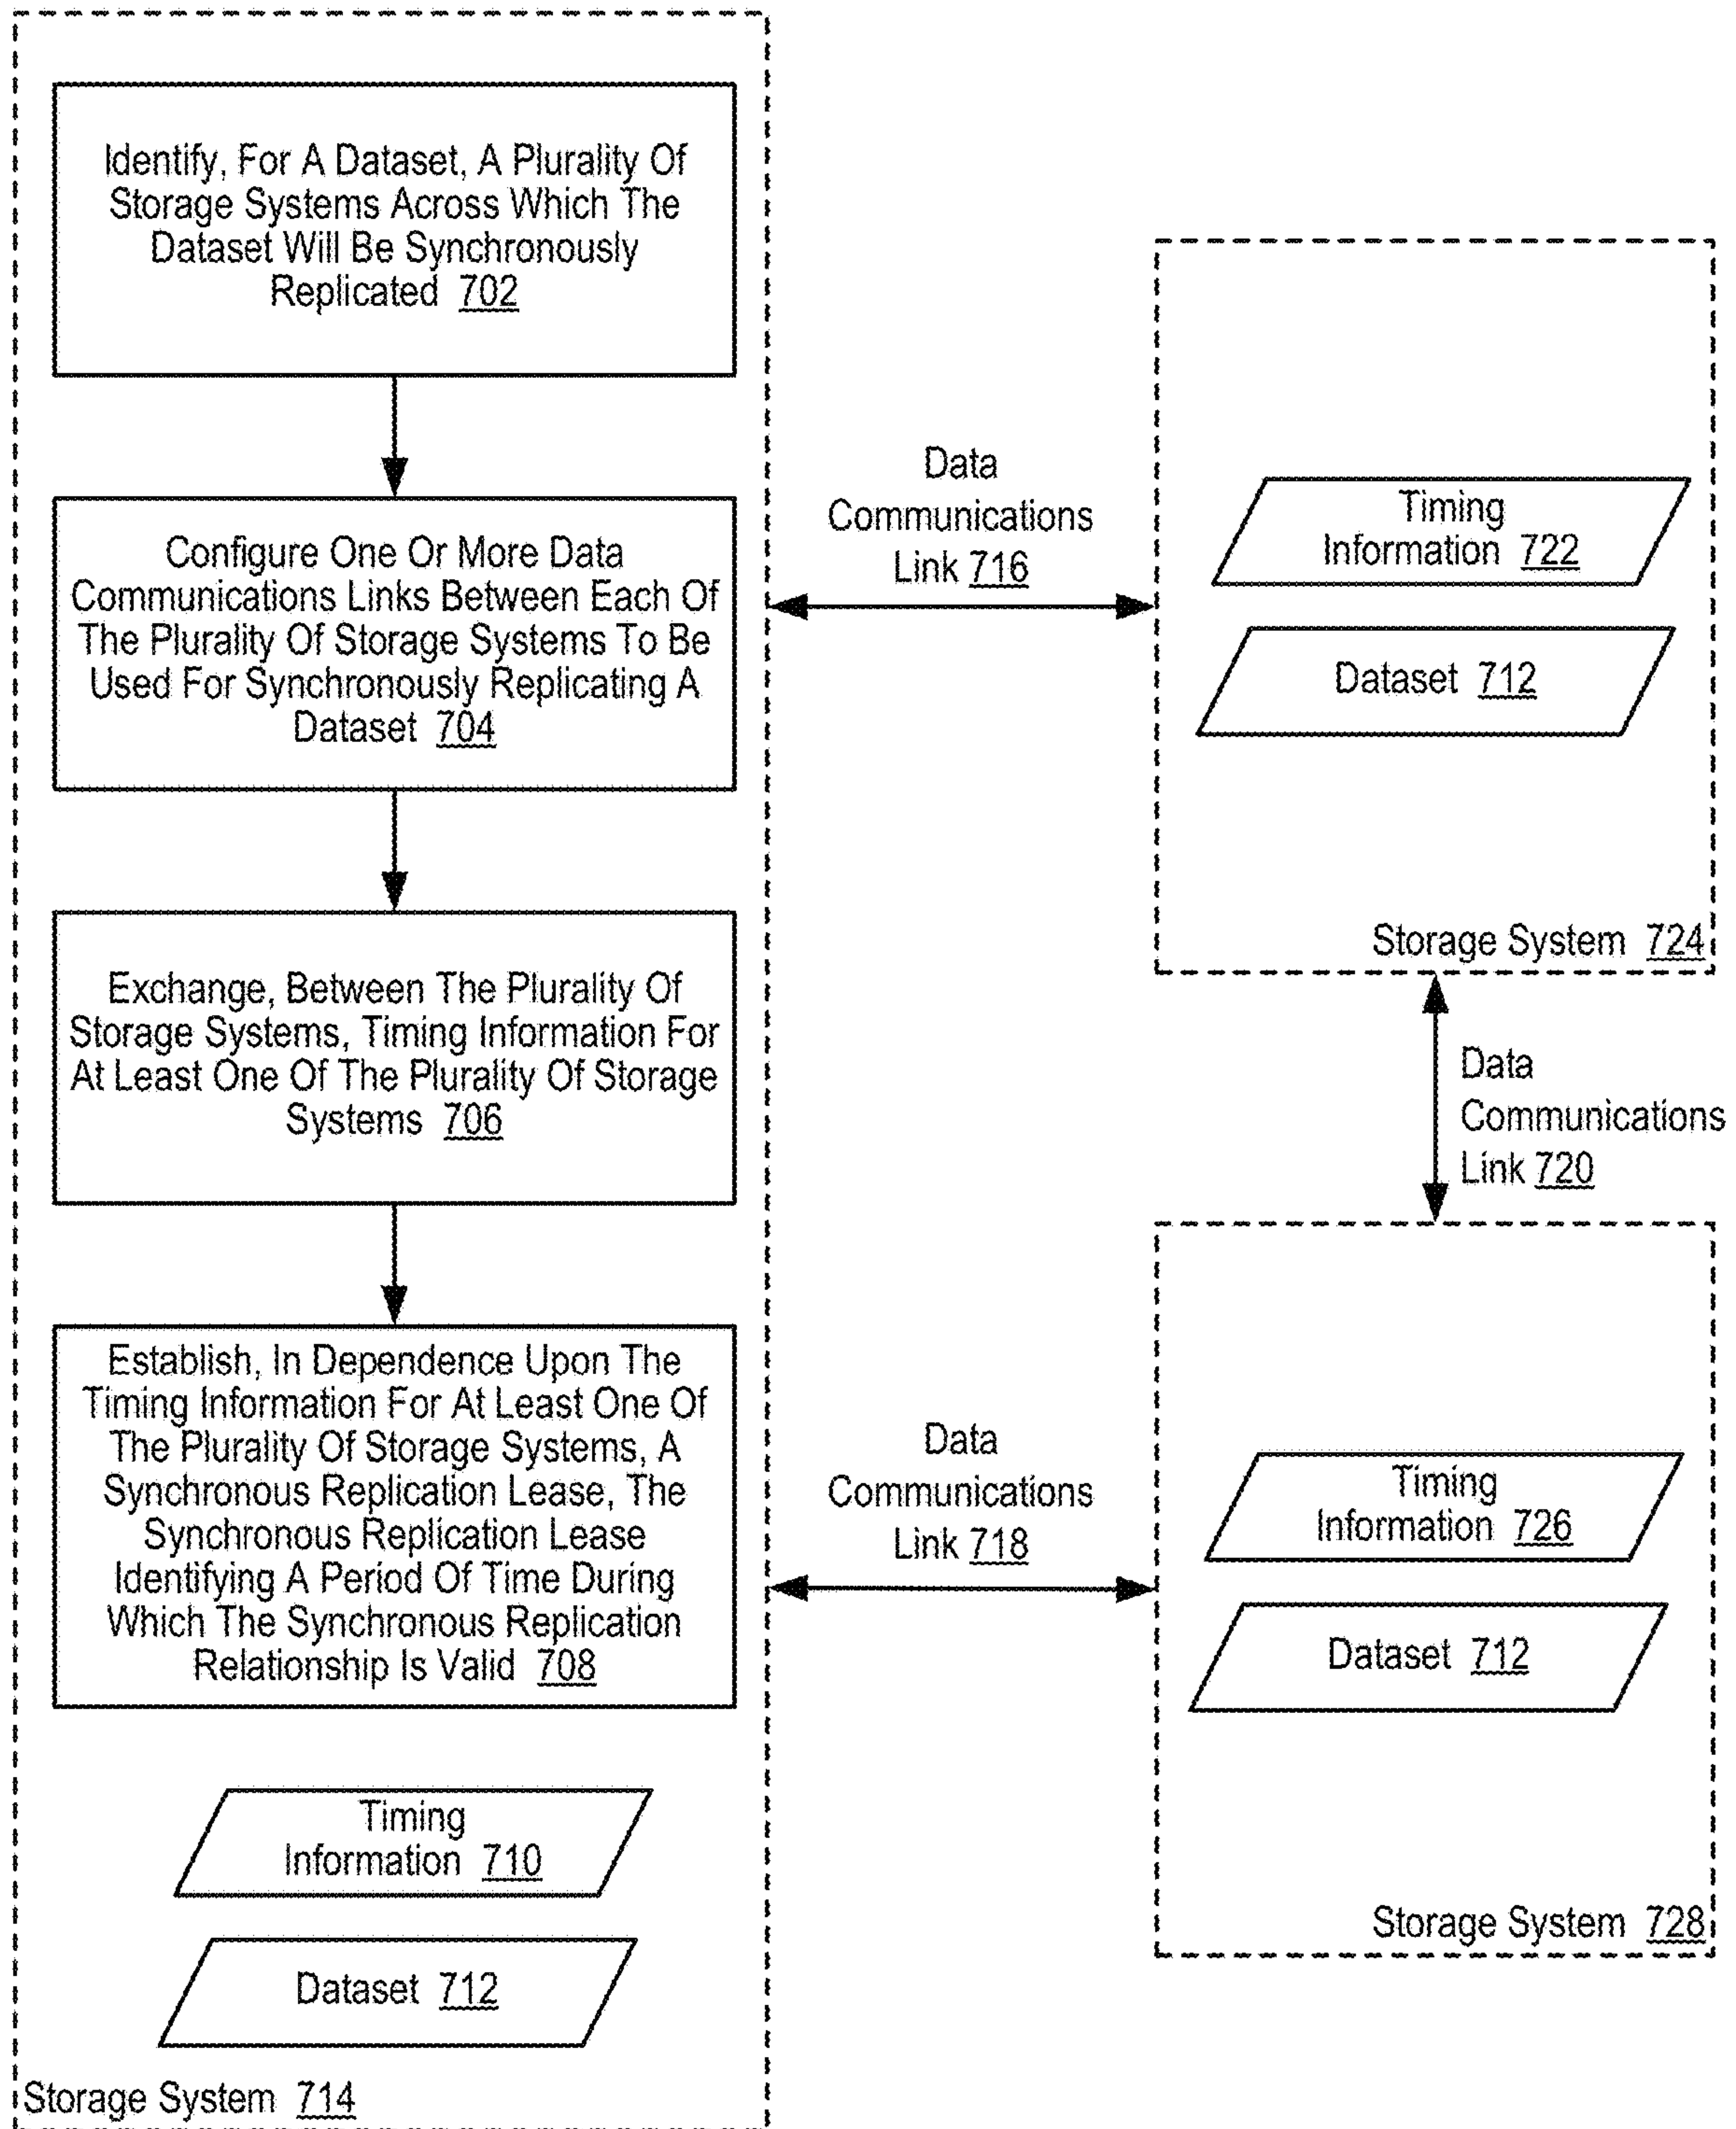 Identify, For A Dataset, A Plurality Of
Storage Systems Across Which The
Dataset Will Be Synchronously
Replicated 702
Configure One Or More Data
Communications Links Between Each Of
The Plurality Of Storage Systems To Be
Used For Synchronously Replicating A
Dataset 704
Exchange, Between The Plurality Of
Storage Systems, Timing Information For
At Least One Of The Plurality Of Storage
Systems 706
Establish, In Dependence Upon The
Timing Information For At Least One Of
The Plurality Of Storage Systems, A
Synchronous Replication Lease, The
Synchronous Replication Lease
Identifying A Period Of Time During
Which The Synchronous Replication
Relationship Is Valid 708
Timing
Information 710
Dataset 712
Storage System 714
Data
Communications
Link 716
Timing
Information 722
Dataset 712
Storage System 724
Data
Communications
Link 720
Data
Communications
Link 718
Timing
Information 726
Dataset 712
Storage System 728